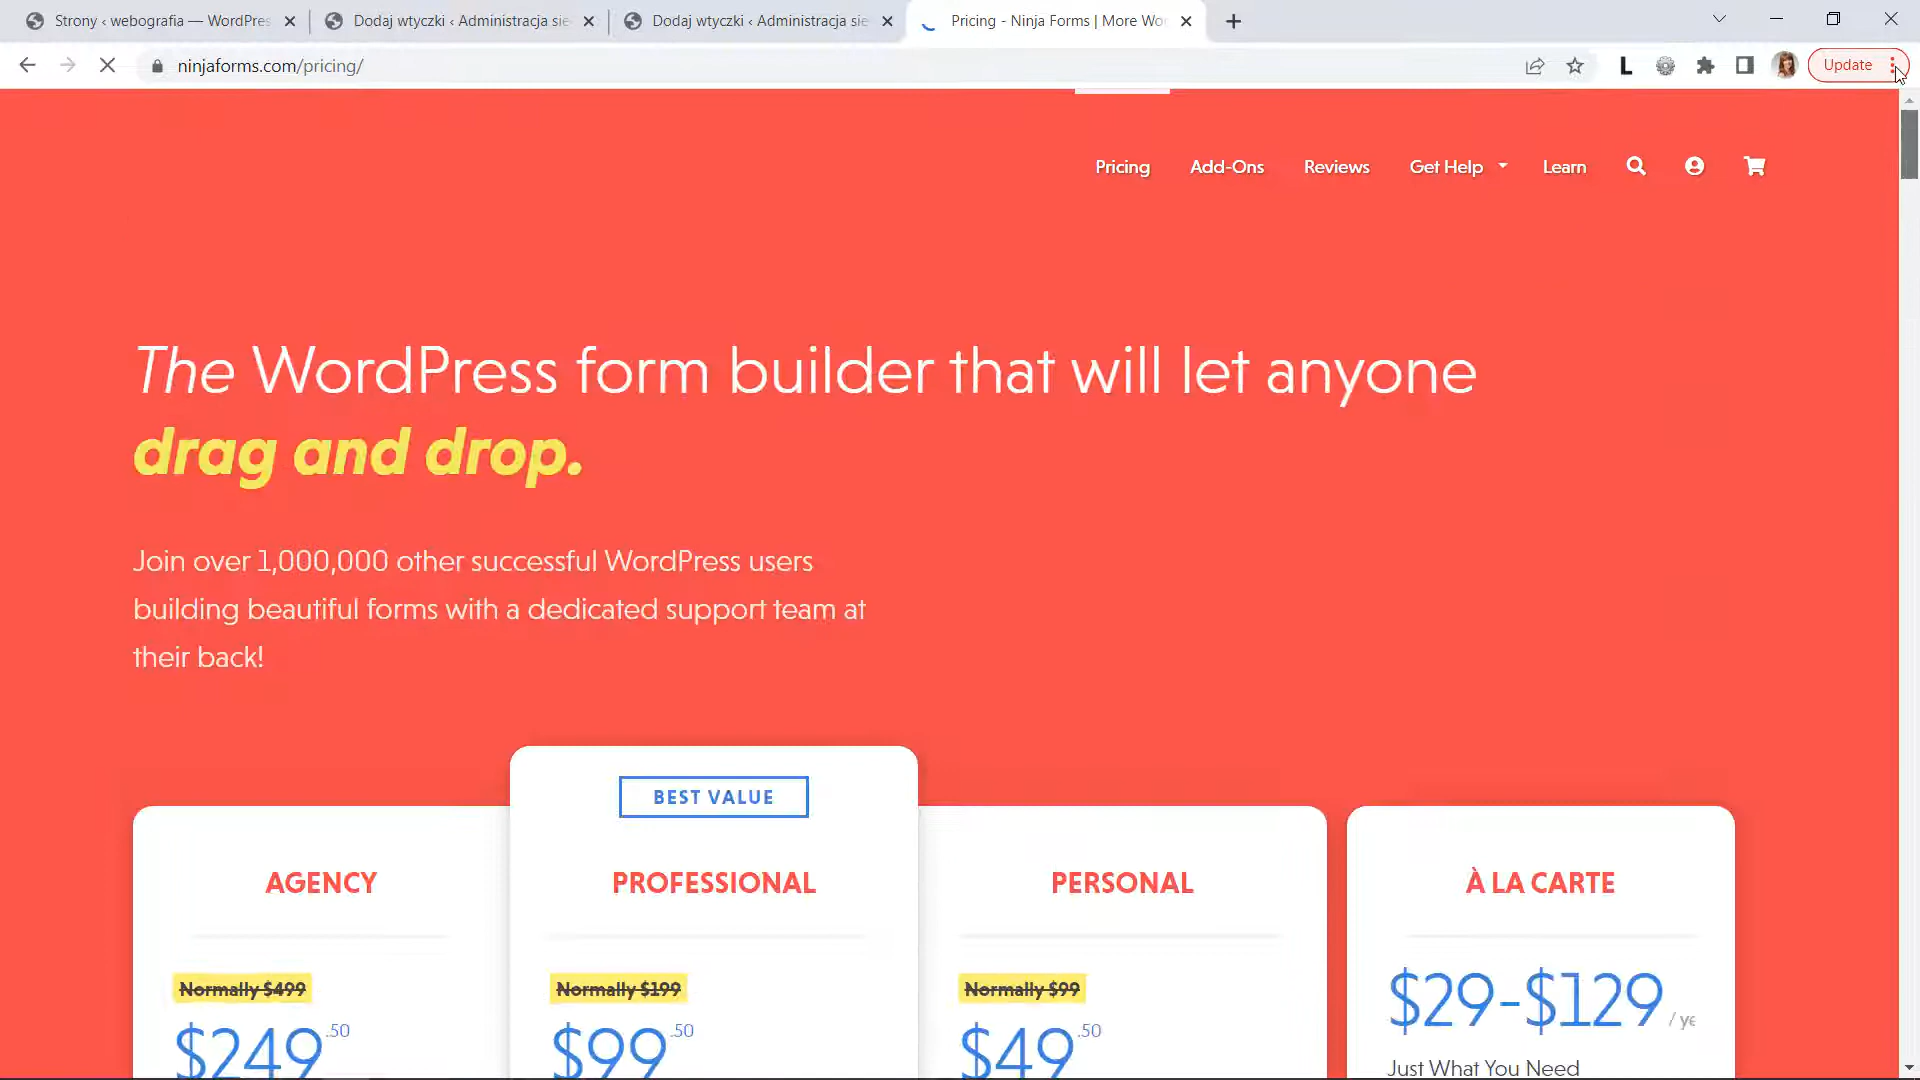 Strony ‹ webografia — WordPres
Dodaj wtyczki ‹ Administracja sie
Dodaj wtyczki ‹ Administracja sie
Pricing - Ninja Forms | More Wo
ninjaforms.com/pricing/
L
Update
Pricing
Add-Ons
Reviews
Get Help
Learn
The WordPress form builder that will let anyone
drag and drop.
Join over 1,000,000 other successful WordPress users
building beautiful forms with a dedicated support team at
their back!
BEST VALUE
AGENCY
PROFESSIONAL
PERSONAL
À LA CARTE
Normally $499
Normally $199
Normally $99
$249.50
$99.50
$49.50
$29-$129 / ye
Just What You Need